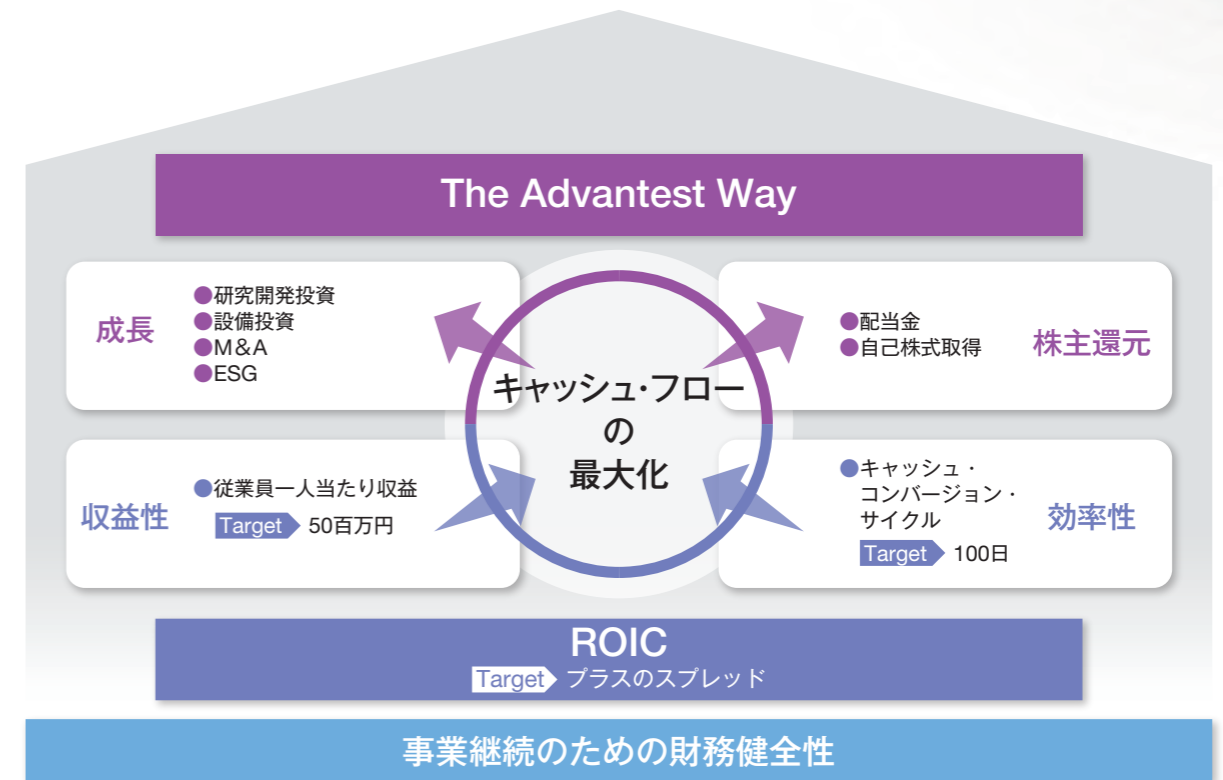 The Advantest Way
成長
●研究開発投資
●設備投資
●M&A
●ESG
●配当金
●自己株式取得
株主還元
キャッシュ・フロー
の
最大化
収益性
●従業員一人当たり収益
Target 50百万円
●キャッシュ・
コンバージョン・
サイクル
Target 100日
効率性
ROIC
Target プラスのスプレッド
事業継続のための財務健全性